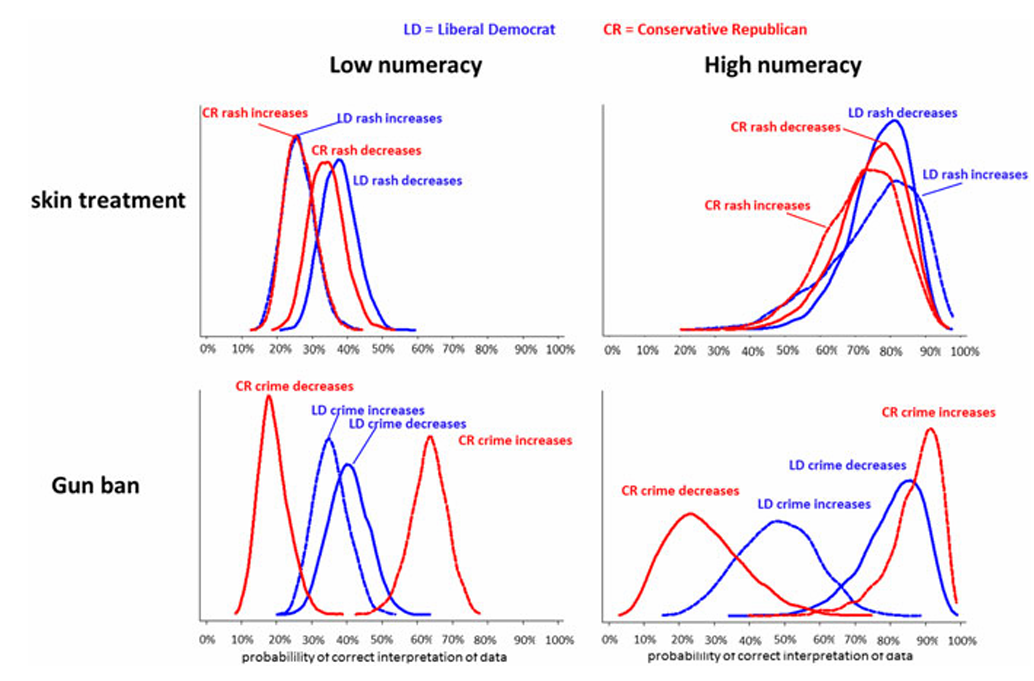 LD = Liberal Democrat CR = Conservative Republican
Low numeracy High numeracy
skin treatment
CR rash increases
LD rash increases
CR rash decreases
LD rash decreases
0% 10% 20% 30% 40% 50% 60% 70% 80% 90% 100%
LD rash decreases
CR rash decreases
LD rash increases
CR rash increases
0% 10% 20% 30% 40% 50% 60% 70% 80% 90% 100%
Gun ban
CR crime decreases
LD crime increases
LD crime decreases
CR crime increases
0% 10% 20% 30% 40% 50% 60% 70% 80% 90% 100%
probabilility of correct interpretation of data
CR crime increases
LD crime decreases
CR crime decreases
LD crime increases
0% 10% 20% 30% 40% 50% 60% 70% 80% 90% 100%
probabilility of correct interpretation of data